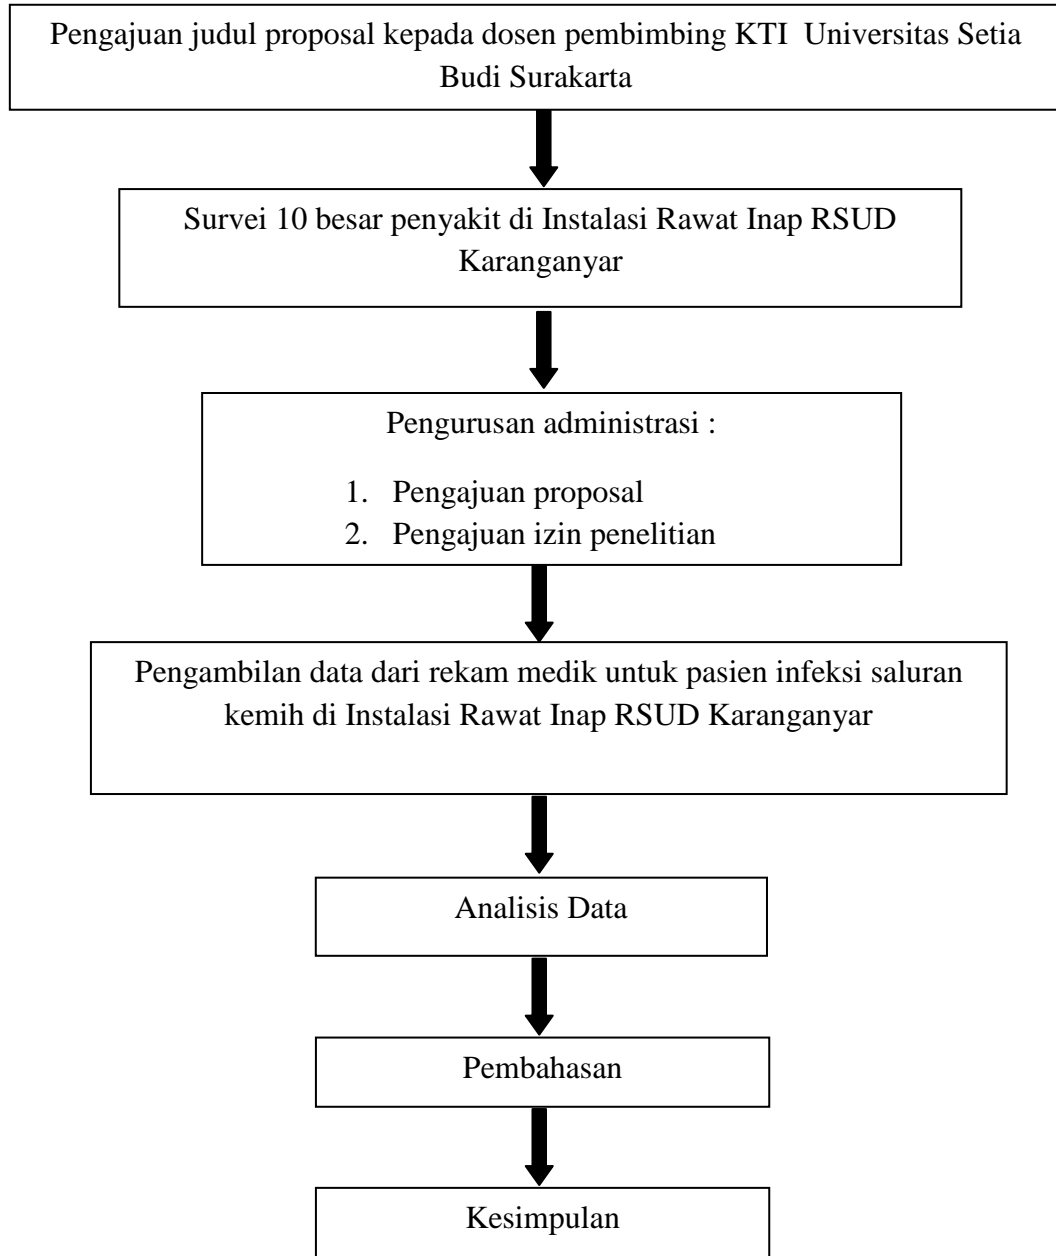 Pengajuan judul proposal kepada dosen pembimbing KTI  Universitas Setia
Budi Surakarta
Survei 10 besar penyakit di Instalasi Rawat Inap RSUD
Karanganyar
Pengurusan administrasi :
1. Pengajuan proposal
2. Pengajuan izin penelitian
Pengambilan data dari rekam medik untuk pasien infeksi saluran
kemih di Instalasi Rawat Inap RSUD Karanganyar
Analisis Data
Pembahasan
Kesimpulan